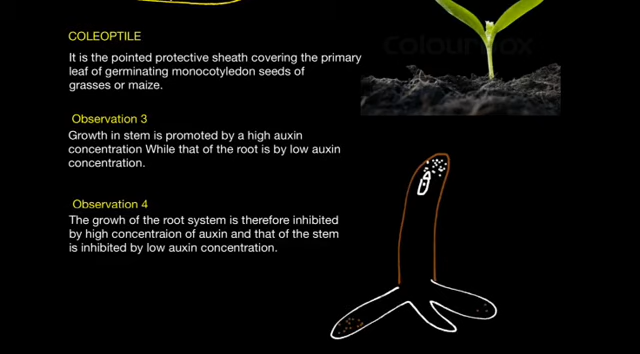 COLEOPTILE
It is the pointed protective sheath covering the primary
leaf of germinating monocotyledon seeds of
grasses or maize.
Observation 3
Growth in stem is promoted by a high auxin
concentration While that of the root is by low auxin
concentration.
Observation 4
The growh of the root system is therefore inhibited
by high concentraion of auxin and that of the stem
is inhibited by low auxin concentration.
Colourbox